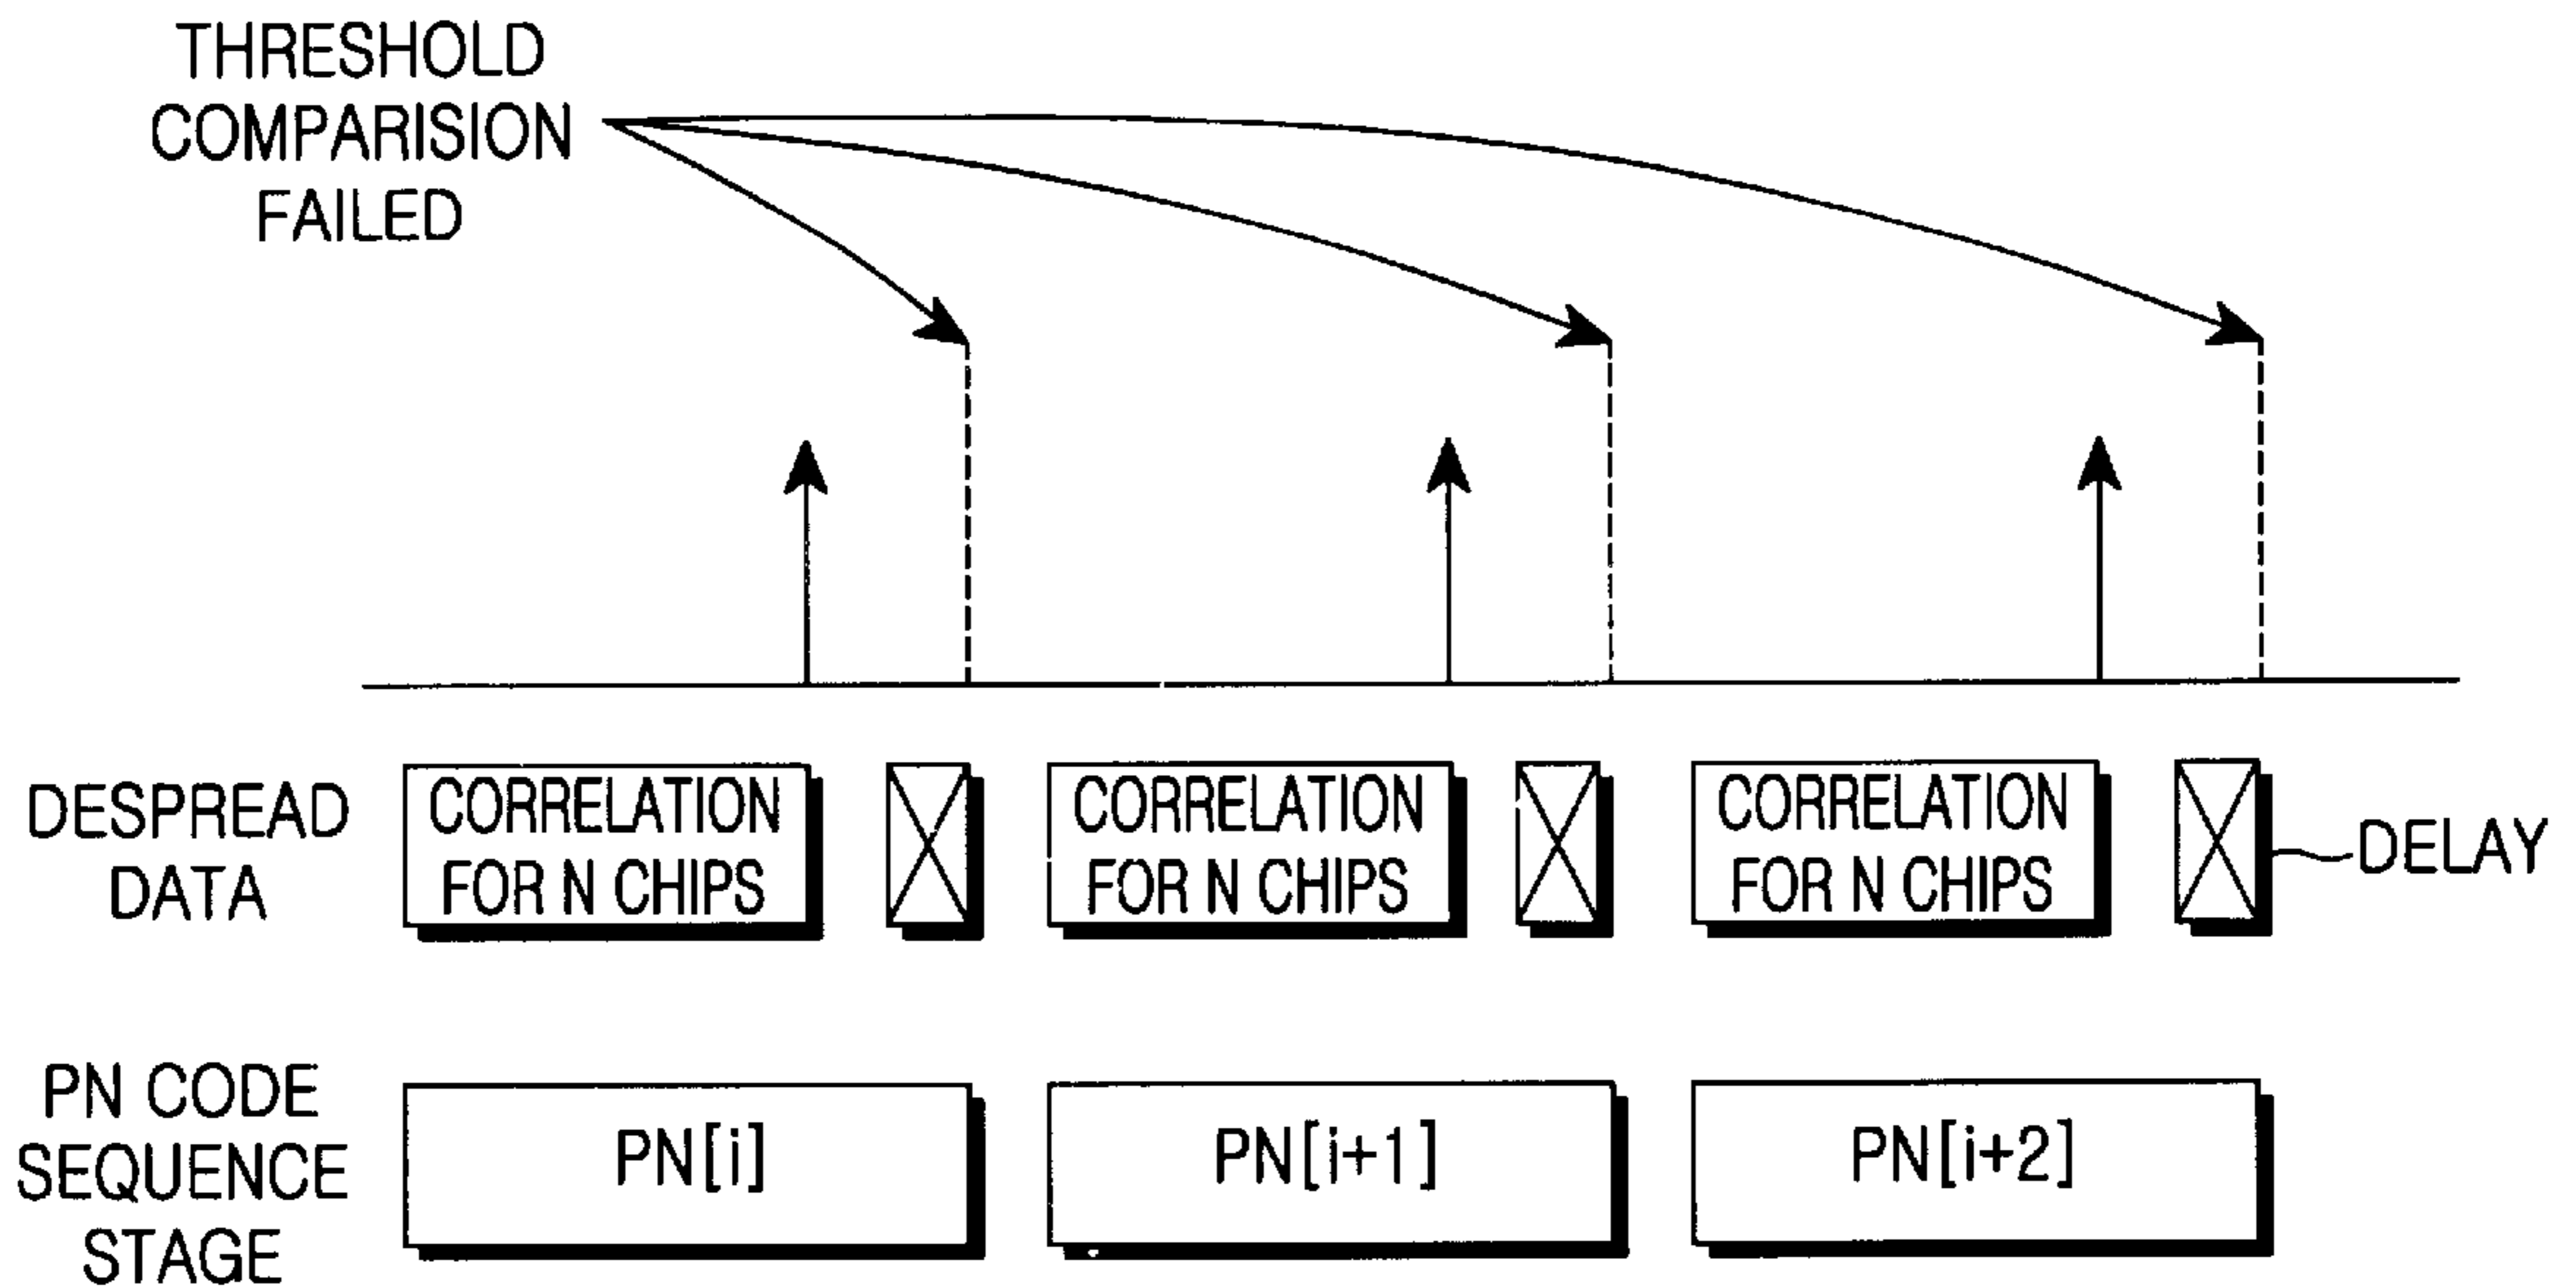 THRESHOLD
COMPARISION
FAILED
DESPREAD
DATA
CORRELATION
FOR N CHIPS
CORRELATION
FOR N CHIPS
CORRELATION
FOR N CHIPS
DELAY
PN CODE
SEQUENCE
STAGE
PN[i]
PN[i+1]
PN[i+2]